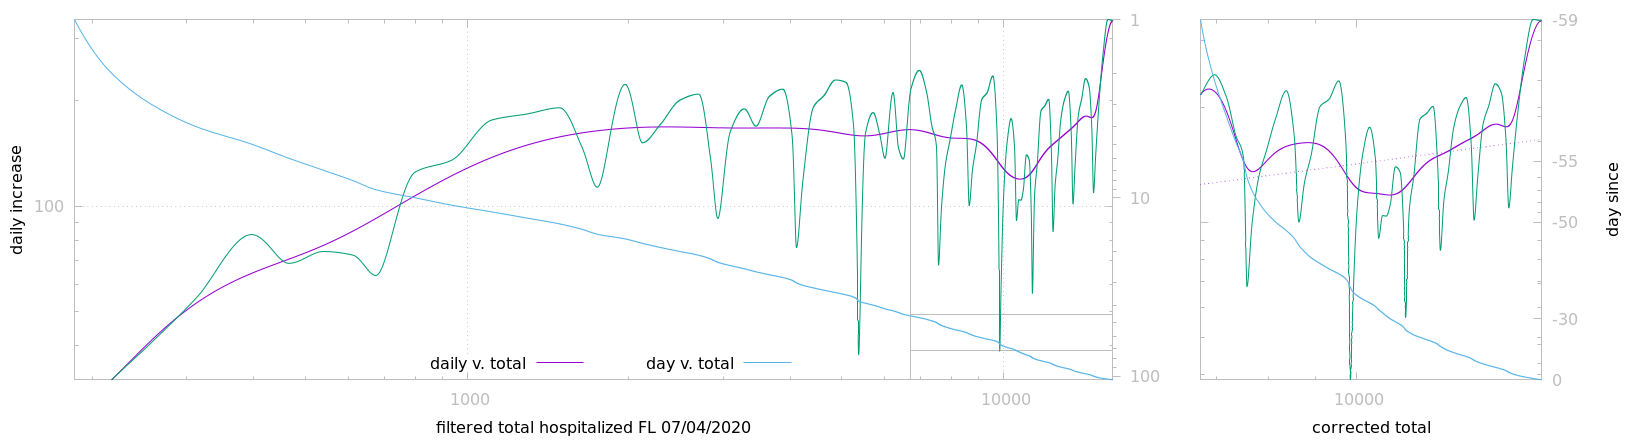 daily increase
100
1
10
100
daily v. total
day v. total
1000
10000
filtered total hospitalized FL 07/04/2020
-59
-55
-50
-30
0
day since
10000
corrected total